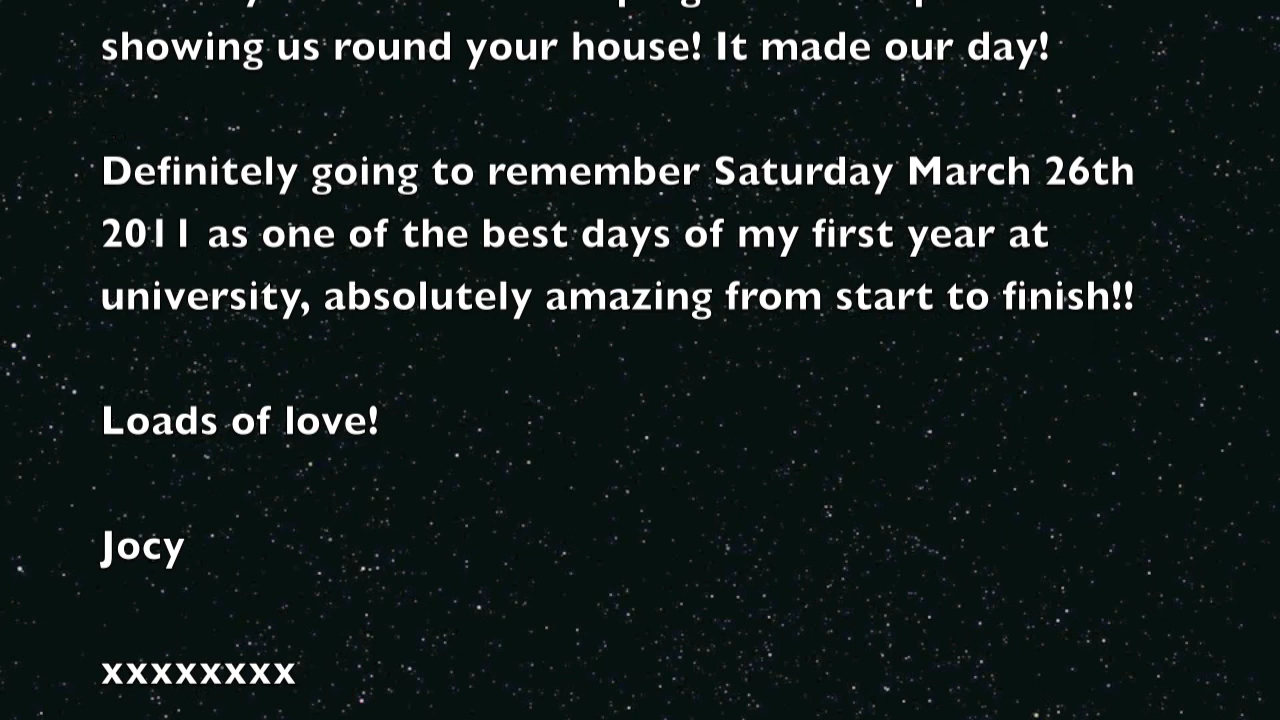 showing us round your house! It made our day!
Definitely going to remember Saturday March 26th
2011 as one of the best days of my first year at
university, absolutely amazing from start to finish!!
Loads of love!
Jocy
xxxxxxxx